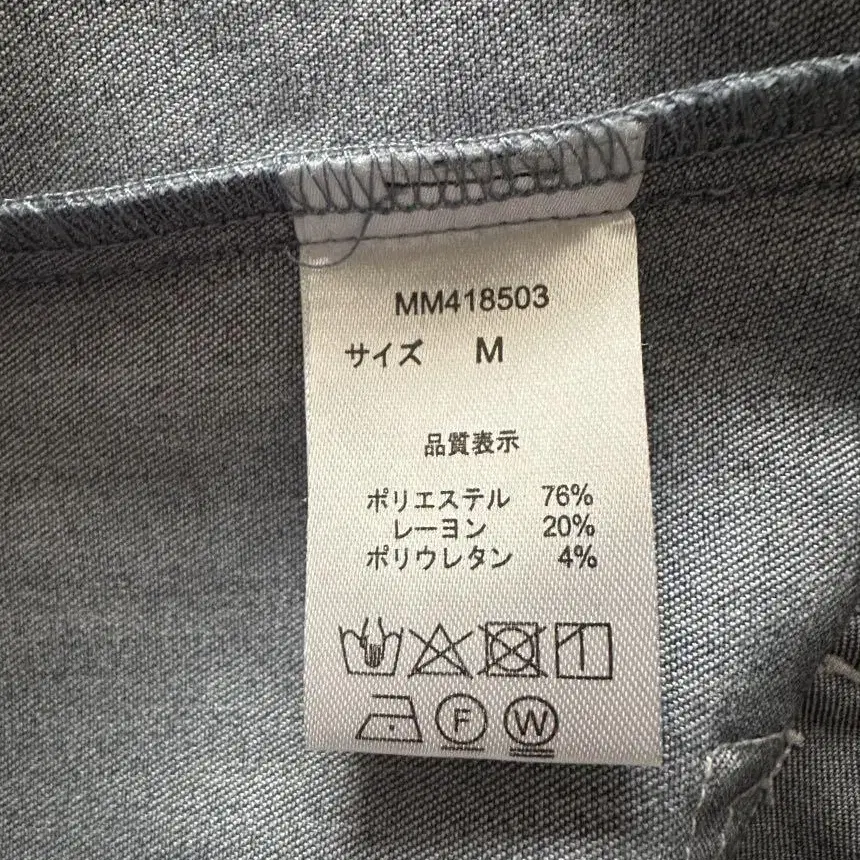 MM418503
サイズ M
品質表示
ポリエステル 76%
レーヨン 20%
ポリウレタン 4%
F W